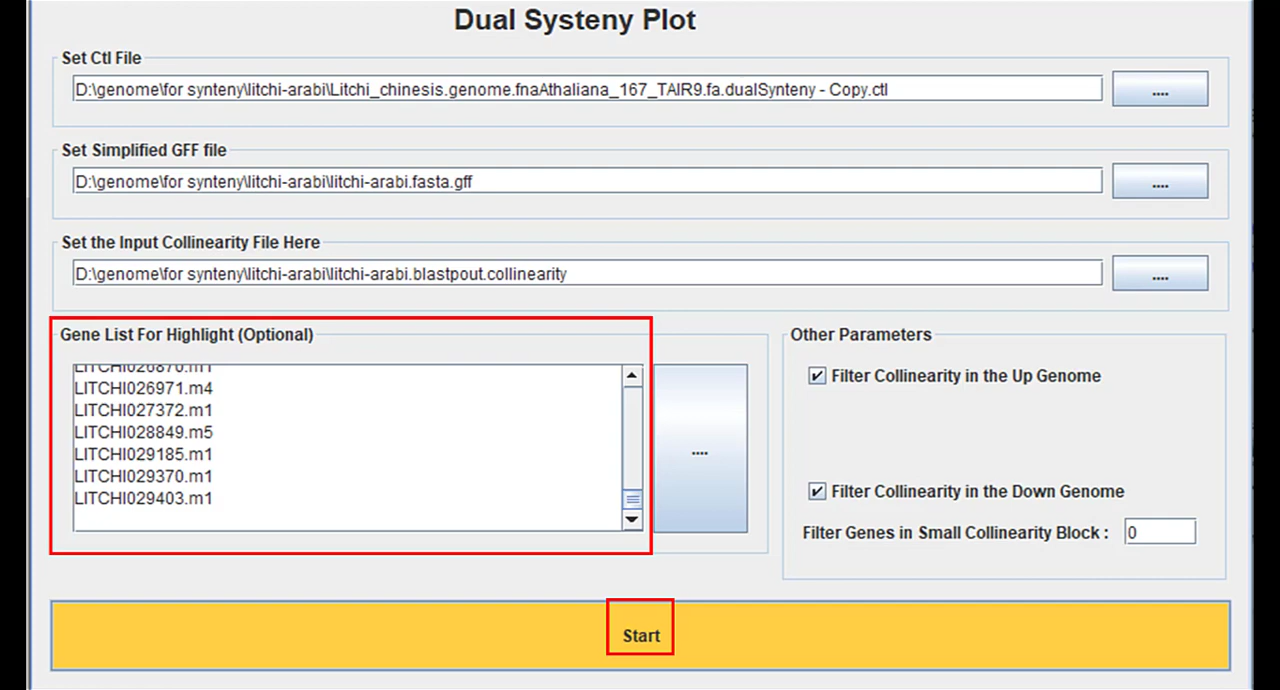 Dual Systeny Plot
Set Ctl File
D:\genome\for synteny\litchi-arabi\Litchi_chinesis.genome.fnaAthaliana_167_TAIR9.fa.dualSynteny - Copy.ctl
....
Set Simplified GFF file
D:\genome\for synteny\litchi-arabi\litchi-arabi.fasta.gff
....
Set the Input Collinearity File Here
D:\genome\for synteny\litchi-arabi\litchi-arabi.blastpout.collinearity
....
Gene List For Highlight (Optional)
LITCHI026870.m1
LITCHI026971.m4
LITCHI027372.m1
LITCHI028849.m5
LITCHI029185.m1
LITCHI029370.m1
LITCHI029403.m1
....
Other Parameters
Filter Collinearity in the Up Genome
Filter Collinearity in the Down Genome
Filter Genes in Small Collinearity Block : 0
Start